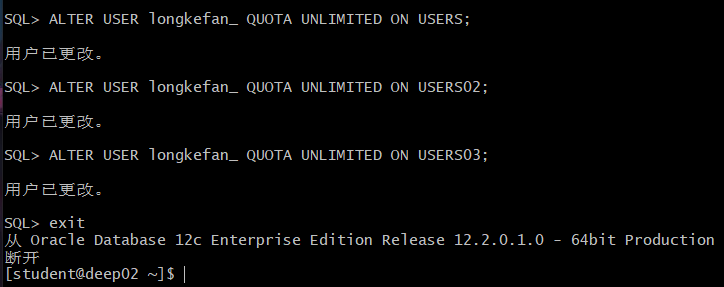 SQL> ALTER USER longkefan_ QUOTA UNLIMITED ON USERS;
用户已更改。
SQL> ALTER USER longkefan_ QUOTA UNLIMITED ON USERS02;
用户已更改。
SQL> ALTER USER longkefan_ QUOTA UNLIMITED ON USERS03;
用户已更改。
SQL> exit
从 Oracle Database 12c Enterprise Edition Release 12.2.0.1.0 - 64bit Production
断开
[student@deep02 ~]$